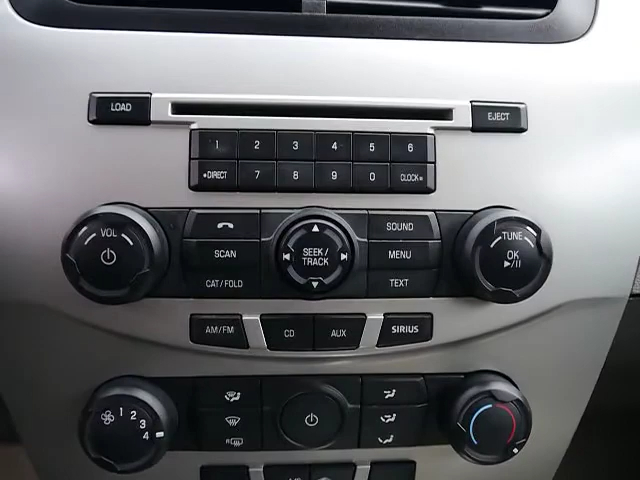 LOAD
EJECT
1 2 3 4 5 6
•DIRECT 7 8 9 0 CLOCK
VOL
SOUND
TUNE
SCAN
SEEK/
TRACK
MENU
OK
CAT/FOLD
TEXT
AM/FM
CD
AUX
SIRIUS
1 2 3 4
R